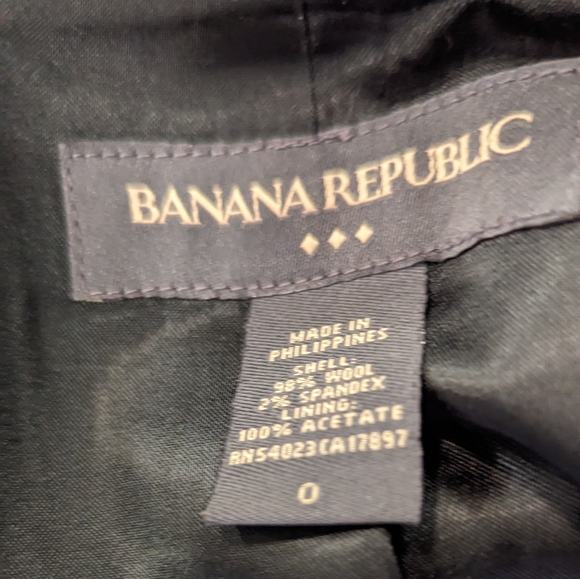 BANANA REPUBLIC
MADE IN
PHILIPPINES
SHELL:
98% WOOL
2% SPANDEX
LINING:
100% ACETATE
RN54023CA17897
0